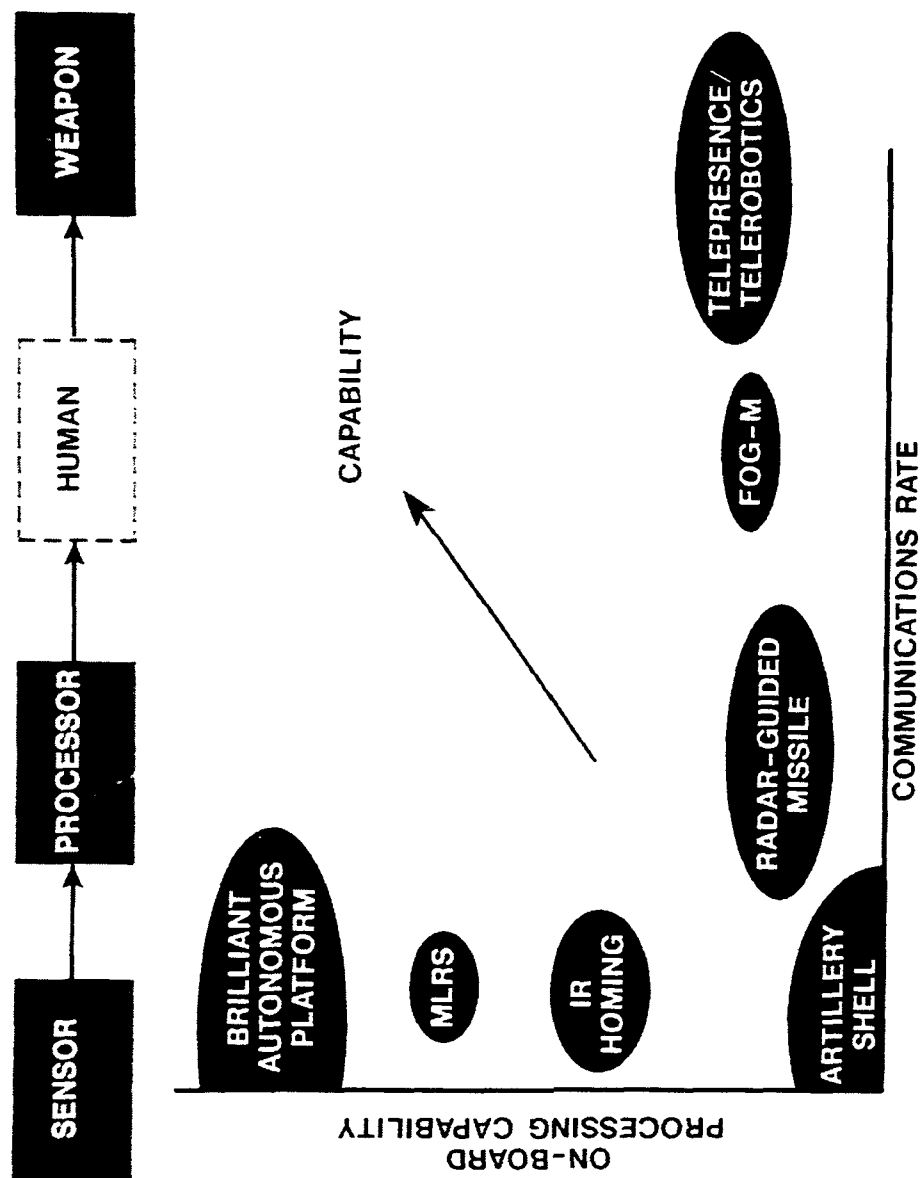 SENSOR
PROCESSOR
HUMAN
WEAPON
ON-BOARD
PROCESSING CAPABILITY
BRILLIANT
AUTONOMOUS
PLATFORM
MLRS
IR
HOMING
ARTILLERY
SHELL
CAPABILITY
RADAR-GUIDED
MISSILE
FOG-M
TELEPRESENCE/
TELEROBOTICS
COMMUNICATIONS RATE